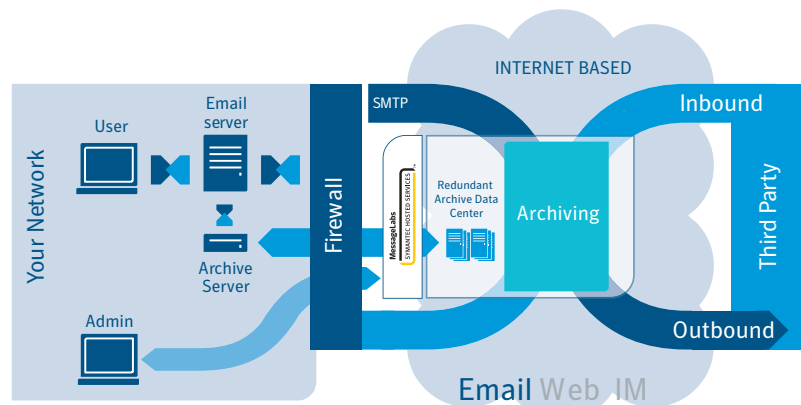 INTERNET BASED
Your Network
User
Email
server
Archive
Server
Admin
Firewall
SMTP
MessageLabs™
SYMANTEC HOSTED SERVICES
Redundant
Archive Data
Center
Archiving
Inbound
Third Party
Outbound
Email Web IM